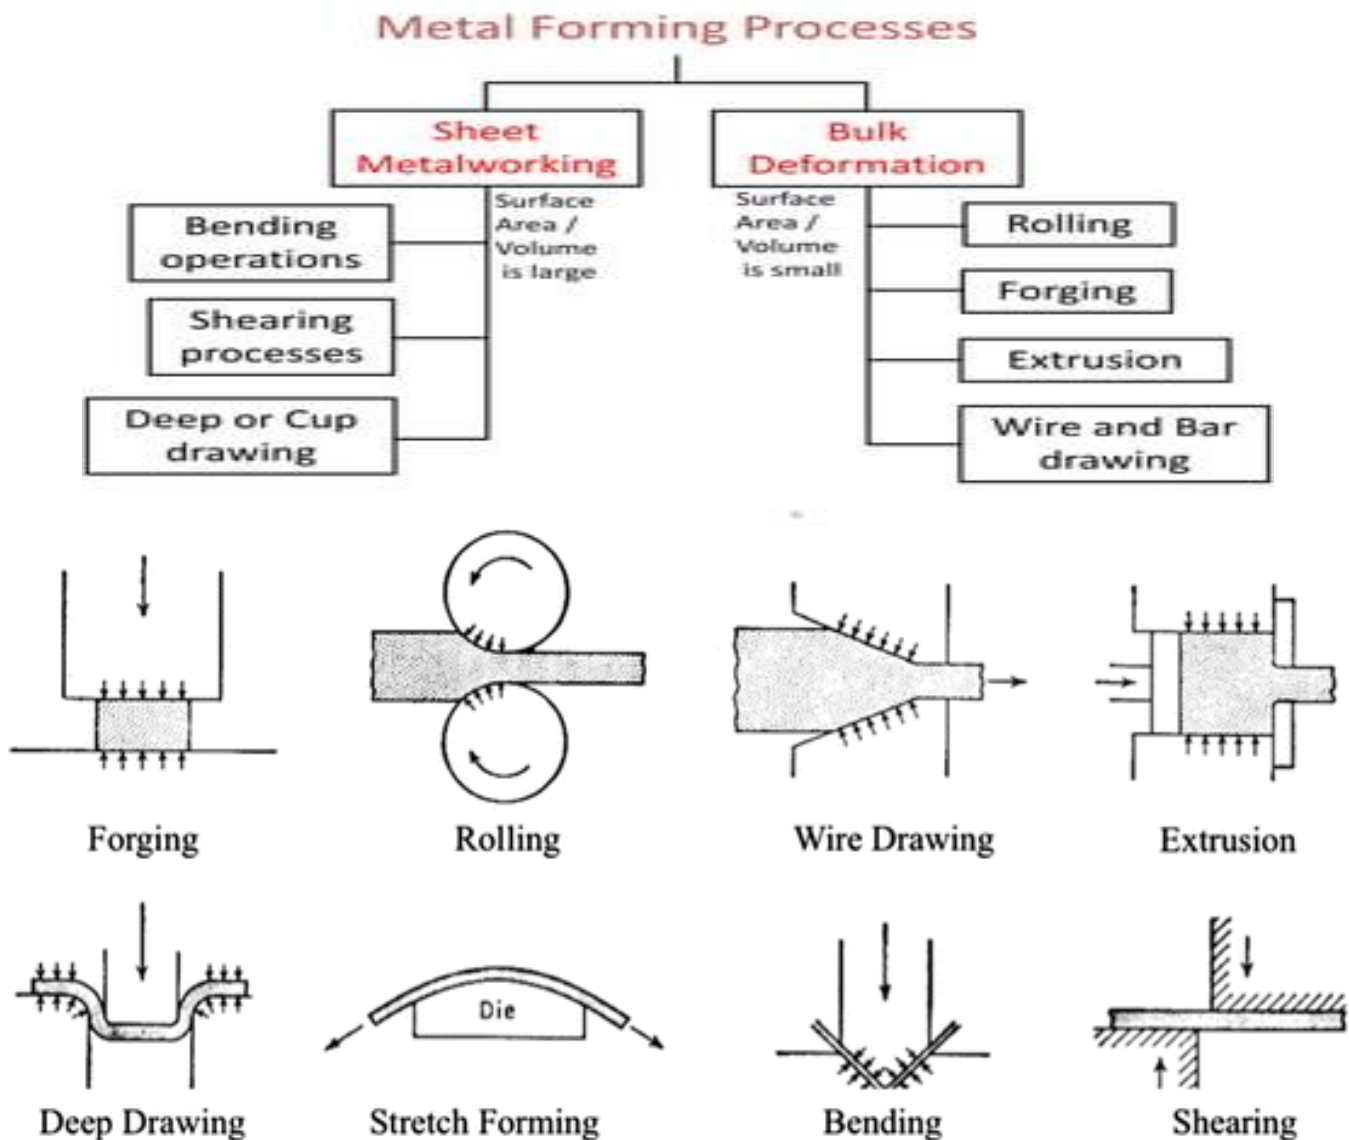 Metal Forming Processes
Sheet
Metalworking
Bulk
Deformation
Surface
Area /
Volume
is large
Surface
Area /
Volume
is small
Bending
operations
Shearing
processes
Deep or Cup
drawing
Rolling
Forging
Extrusion
Wire and Bar
drawing
Forging
Rolling
Wire Drawing
Extrusion
Die
Deep Drawing
Stretch Forming
Bending
Shearing